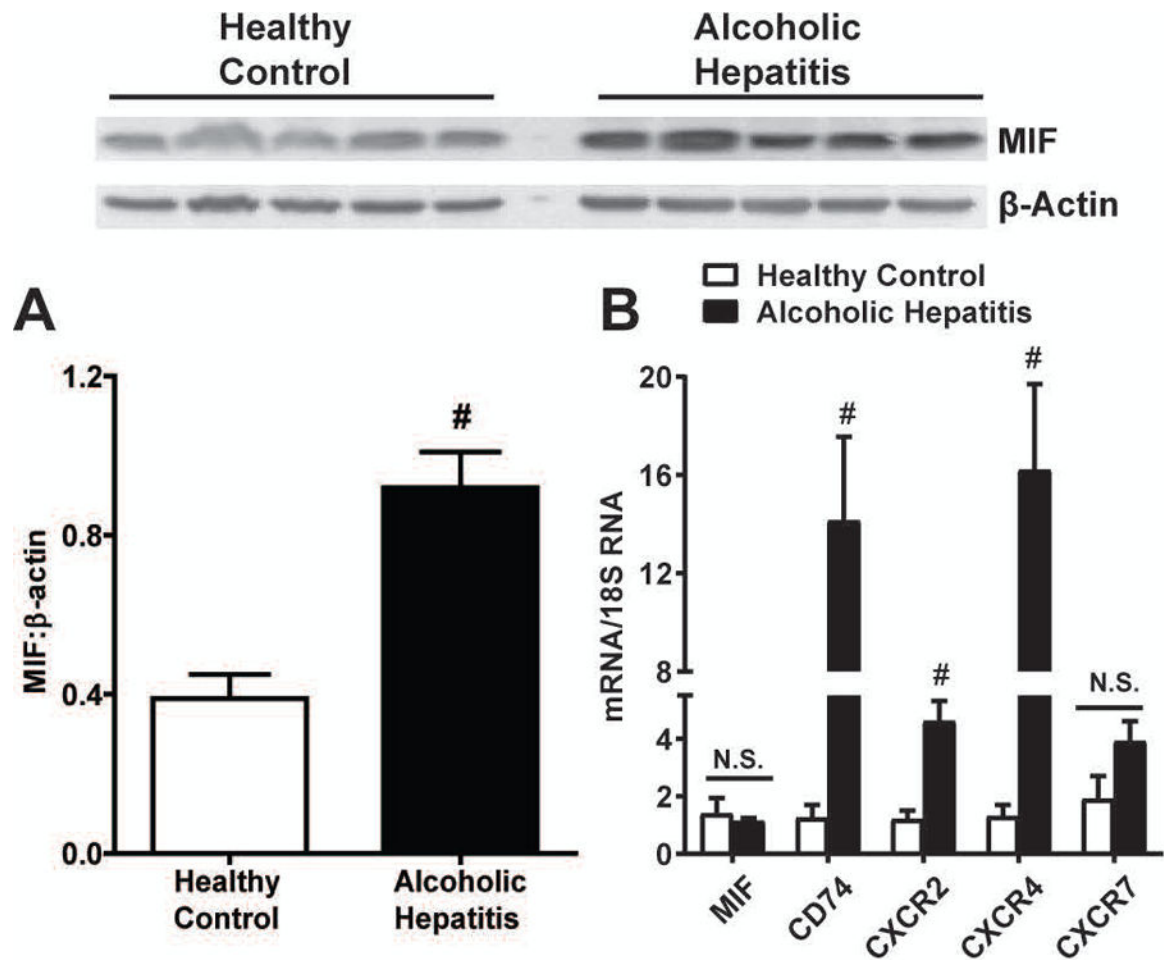 Healthy
Control
Alcoholic
Hepatitis
MIF
β-Actin
A
1.2
0.8
0.4
0.0
MIF:β-actin
#
Healthy
Control
Alcoholic
Hepatitis
B
Healthy Control
Alcoholic Hepatitis
20
16
12
8
4
2
0
mRNA/18S RNA
N.S.
#
#
#
N.S.
MIF
CD74
CXCR2
CXCR4
CXCR7